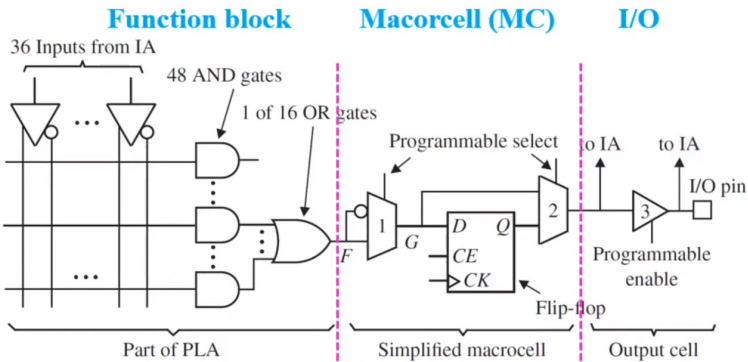 Function block
Macorcell (MC)
I/O
36 Inputs from IA
48 AND gates
1 of 16 OR gates
Programmable select
to IA
to IA
I/O pin
1
2
3
F
G
D
Q
CE
CK
Programmable
enable
Flip-flop
Part of PLA
Simplified macrocell
Output cell